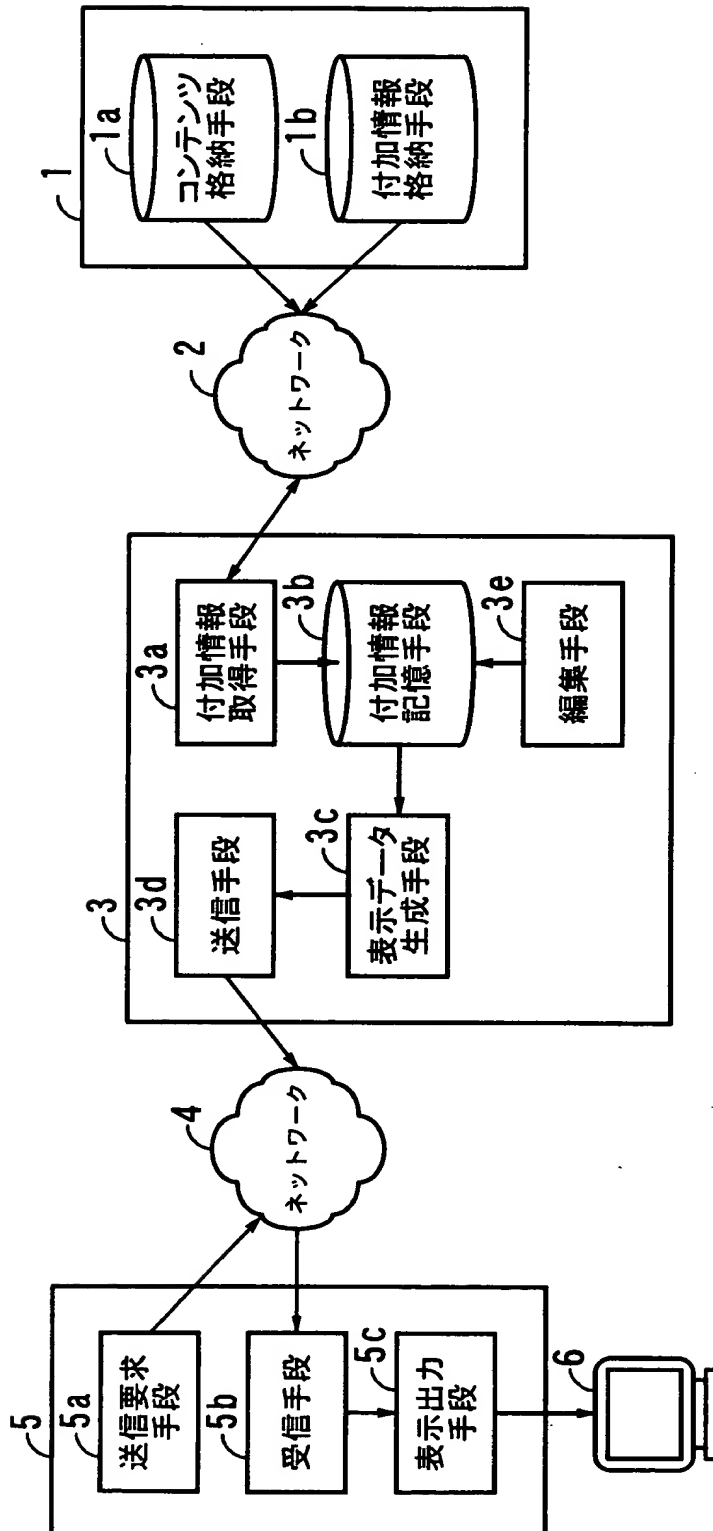 5
5a
送信要求
手段
5b
受信手段
5c
表示出力
手段
6
4
ネットワーク
3
3d
送信手段
3c
表示データ
生成手段
3a
付加情報
取得手段
3b
付加情報
記憶手段
3e
編集手段
2
ネットワーク
1
1a
コンテンツ
格納手段
1b
付加情報
格納手段